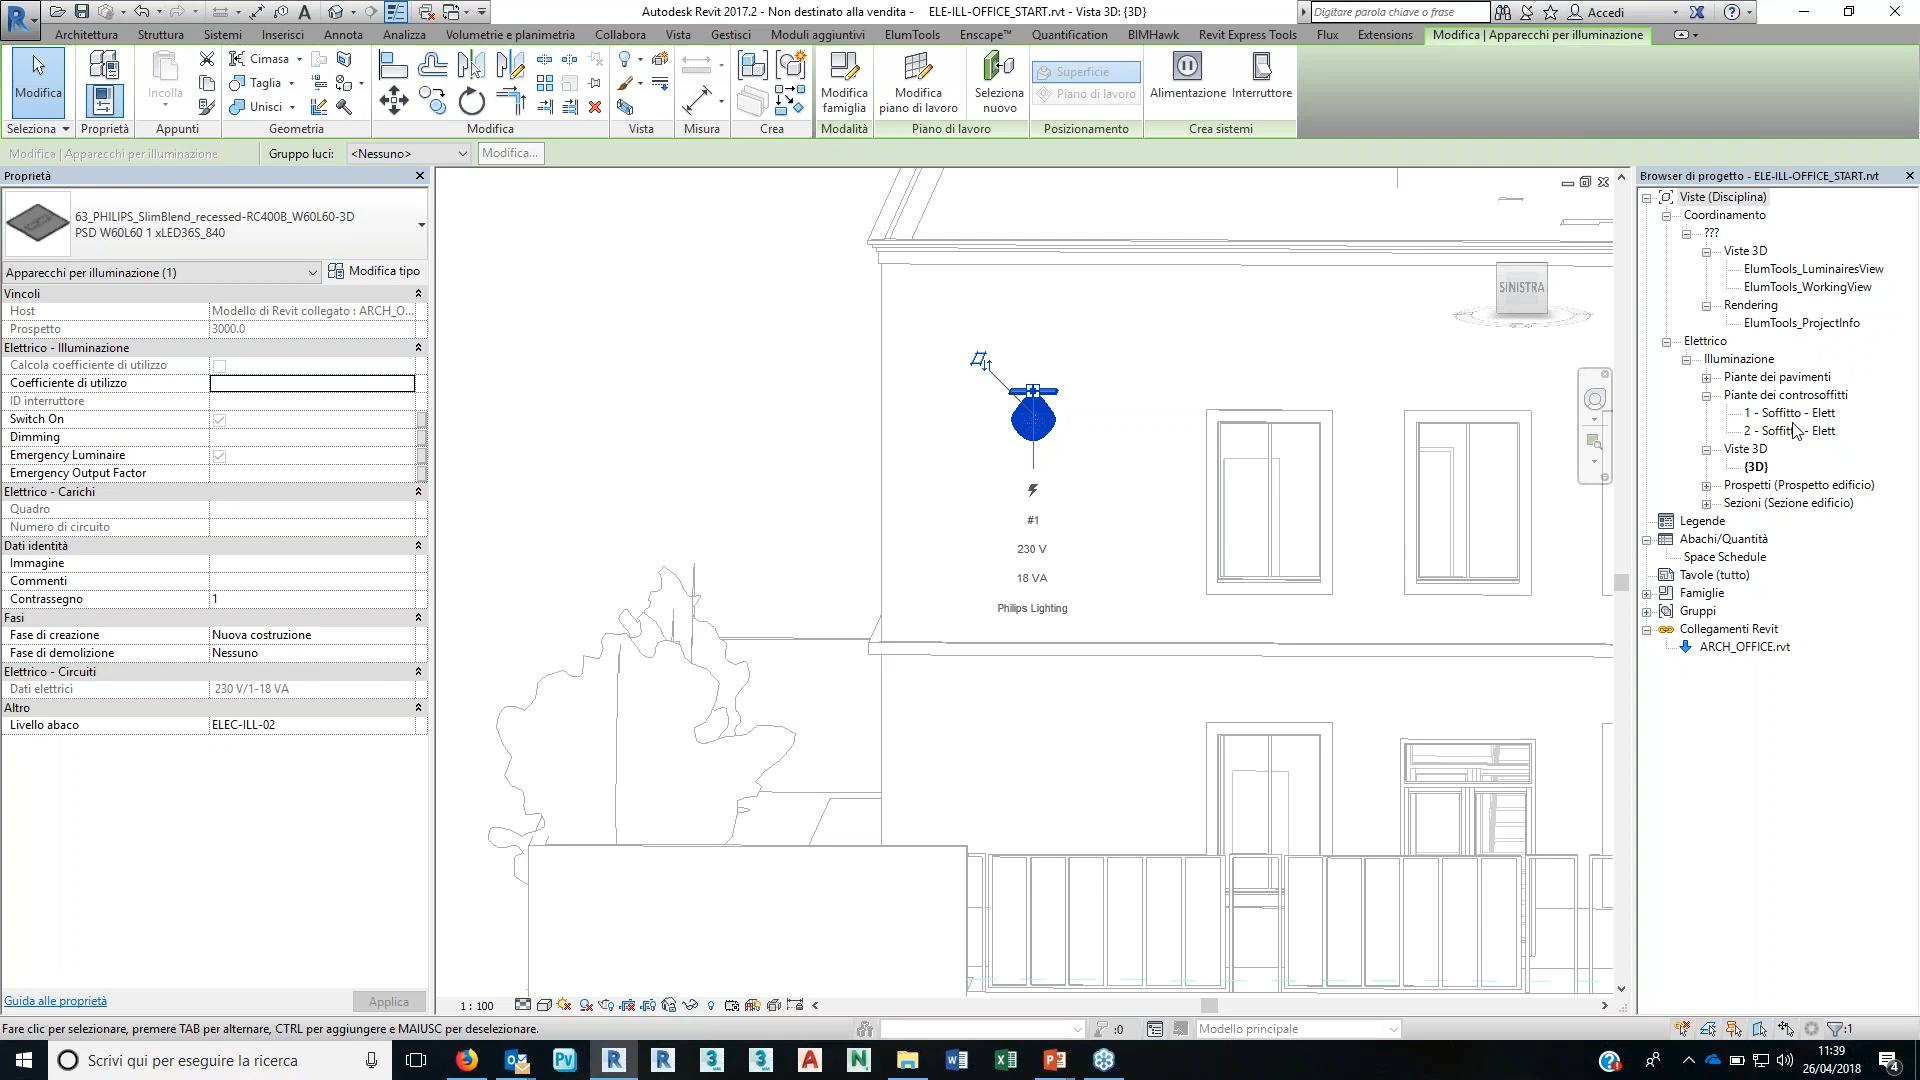 Autodesk Revit 2017.2 - Non destinato alla vendita -     ELE-ILL-OFFICE_START.rvt - Vista 3D: {3D}
Digitare parola chiave o frase
Accedi
Architettura
Struttura
Sistemi
Inserisci
Annota
Analizza
Volumetrie e planimetria
Collabora
Vista
Gestisci
Moduli aggiuntivi
ElumTools
Enscape™
Quantification
BIMHawk
Revit Express Tools
Flux
Extensions
Modifica | Apparecchi per illuminazione
Modifica
Incolla
Cimasa
Taglia
Unisci
Modifica famiglia
Modifica piano di lavoro
Seleziona nuovo
Superficie
Piano di lavoro
Alimentazione
Interruttore
Seleziona
Proprietà
Appunti
Geometria
Modifica
Vista
Misura
Crea
Modalità
Piano di lavoro
Posizionamento
Crea sistemi
Modifica | Apparecchi per illuminazione
Gruppo luci:
<Nessuno>
Modifica...
Proprietà
63_PHILIPS_SlimBlend_recessed-RC400B_W60L60-3D
PSD W60L60 1 xLED36S_840
Apparecchi per illuminazione (1)
Modifica tipo
Vincoli
Host Modello di Revit collegato : ARCH_O...
Prospetto 3000.0
Elettrico - Illuminazione
Calcola coefficiente di utilizzo
Coefficiente di utilizzo
ID interruttore
Switch On
Dimming
Emergency Luminaire
Emergency Output Factor
Elettrico - Carichi
Quadro
Numero di circuito
Dati identità
Immagine
Commenti
Contrassegno 1
Fasi
Fase di creazione Nuova costruzione
Fase di demolizione Nessuno
Elettrico - Circuiti
Dati elettrici 230 V/1-18 VA
Altro
Livello abaco ELEC-ILL-02
Guida alle proprietà
Applica
SINISTRA
#1
230 V
18 VA
Philips Lighting
1 : 100
Browser di progetto - ELE-ILL-OFFICE_START.rvt
Viste (Disciplina)
Coordinamento
???
Viste 3D
ElumTools_LuminairesView
ElumTools_WorkingView
Rendering
ElumTools_ProjectInfo
Elettrico
Illuminazione
Piante dei pavimenti
Piante dei controsoffitti
1 - Soffitto - Elett
2 - Soffitto - Elett
Viste 3D
{3D}
Prospetti (Prospetto edificio)
Sezioni (Sezione edificio)
Legende
Abachi/Quantità
Space Schedule
Tavole (tutto)
Famiglie
Gruppi
Collegamenti Revit
ARCH_OFFICE.rvt
Fare clic per selezionare, premere TAB per alternare, CTRL per aggiungere e MAIUSC per deselezionare.
:0
Modello principale
:1
Scrivi qui per eseguire la ricerca
11:39
26/04/2018
4